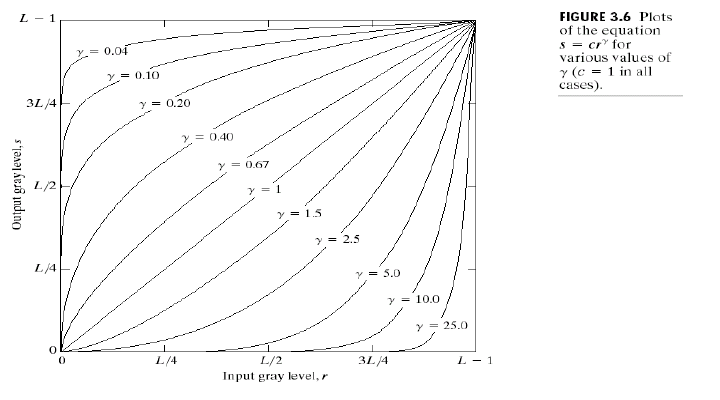 L − 1
γ = 0.04
γ = 0.10
3L/4
γ = 0.20
γ = 0.40
γ = 0.67
L/2
γ = 1
γ = 1.5
γ = 2.5
L/4
γ = 5.0
γ = 10.0
γ = 25.0
0
0
L/4
L/2
3L/4
L − 1
Output gray level, s
Input gray level, r
FIGURE 3.6 Plots
of the equation
s = crᵞ for
various values of
γ (c = 1 in all
cases).